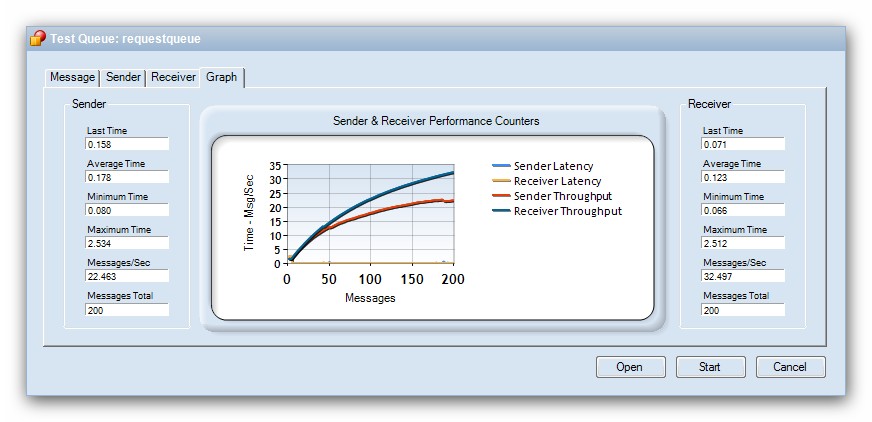 Test Queue: requestqueue
Message Sender Receiver Graph
Sender
Last Time
0.158
Average Time
0.178
Minimum Time
0.080
Maximum Time
2.534
Messages/Sec
22.463
Messages Total
200
Sender & Receiver Performance Counters
Time - Msg/Sec
35
30
25
20
15
10
5
0
0 50 100 150 200
Messages
Sender Latency
Receiver Latency
Sender Throughput
Receiver Throughput
Receiver
Last Time
0.071
Average Time
0.123
Minimum Time
0.066
Maximum Time
2.512
Messages/Sec
32.497
Messages Total
200
Open Start Cancel